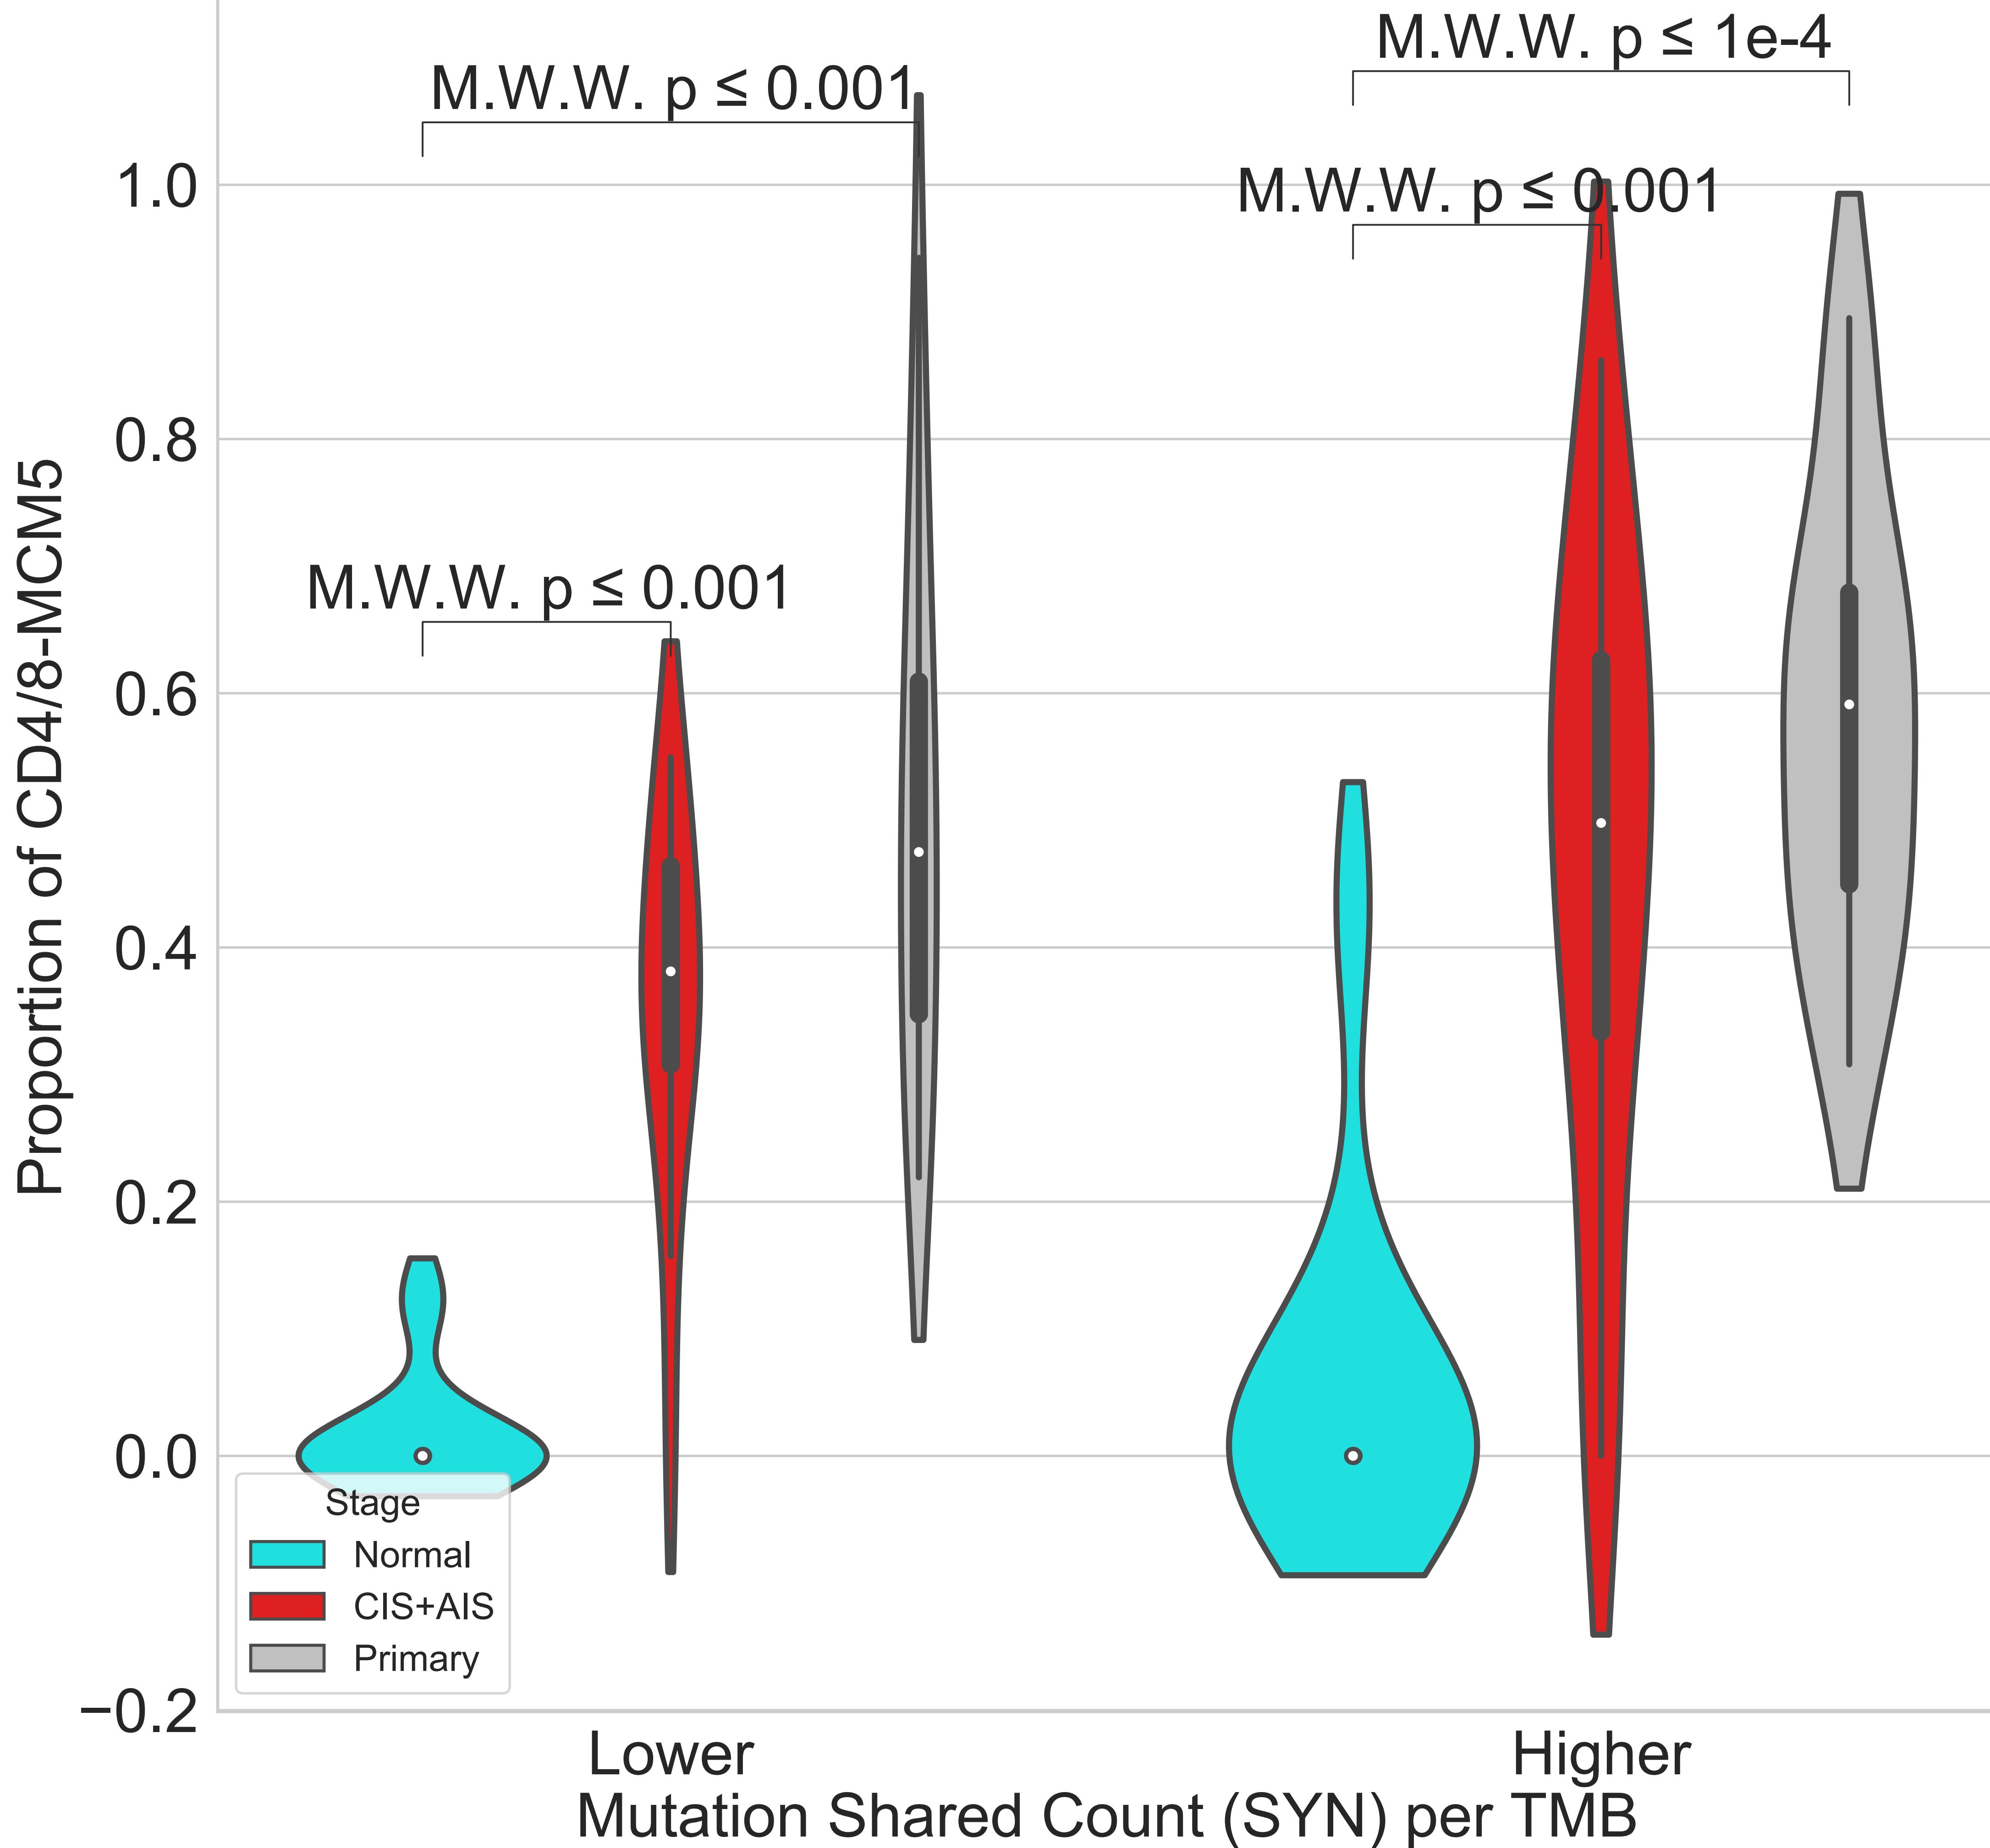 M.W.W. p ≤ 1e-4
M.W.W. p ≤ 0.001
M.W.W. p ≤ 0.001
M.W.W. p ≤ 0.001
Proportion of CD4/8-MCM5
1.0
0.8
0.6
0.4
0.2
0.0
−0.2
Stage
Normal
CIS+AIS
Primary
Lower
Higher
Mutation Shared Count (SYN) per TMB